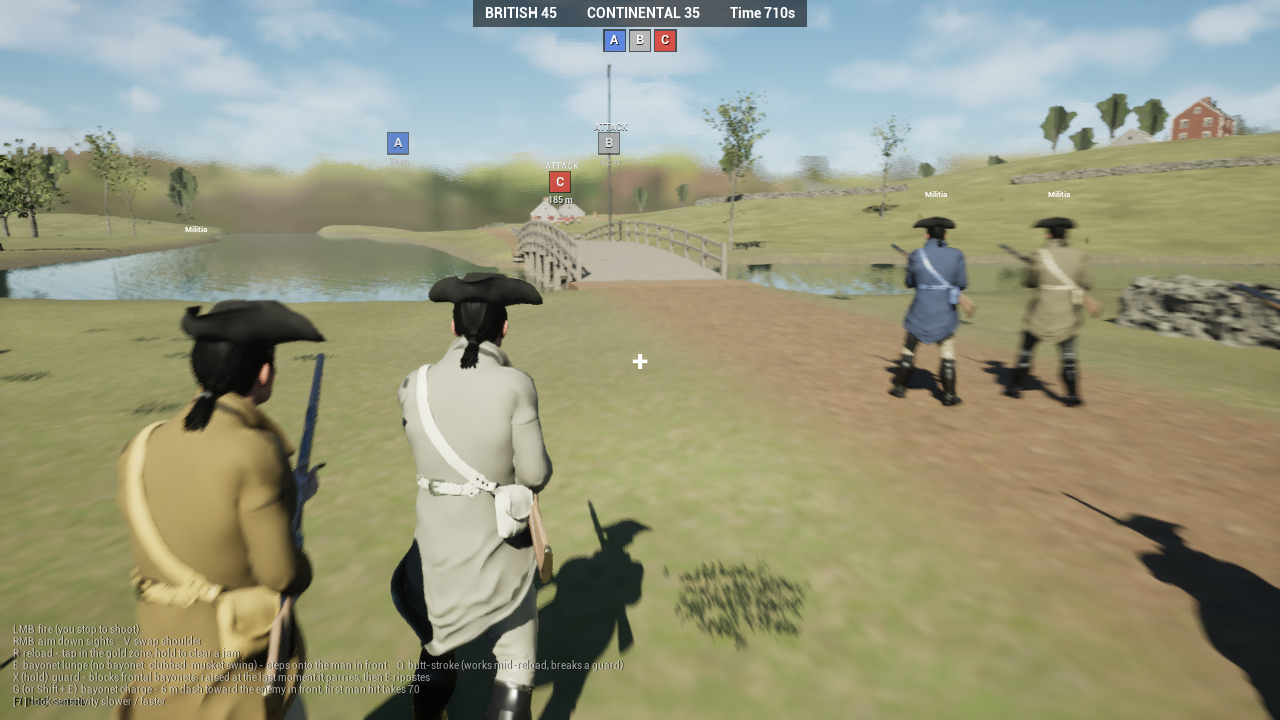 BRITISH 45 CONTINENTAL 35 Time 710s
A B C
ATTACK
A B
ATTACK
C
185 m
Militia Militia
Militia
LMB fire (you stop to shoot)
RMB aim down sights V swap shoulder
R reload - tap in the gold zone, hold to clear a jam
E bayonet lunge (no bayonet: clubbed-musket swing) - steps onto the man in front Q butt-stroke (works mid-reload, breaks a guard)
X (hold) guard - blocks frontal bayonets; raised at the last moment it parries, then E ripostes
G (or Shift + E) bayonet charge - 6 m dash toward the enemy in front, first man hit takes 70
look sensitivity slower / faster